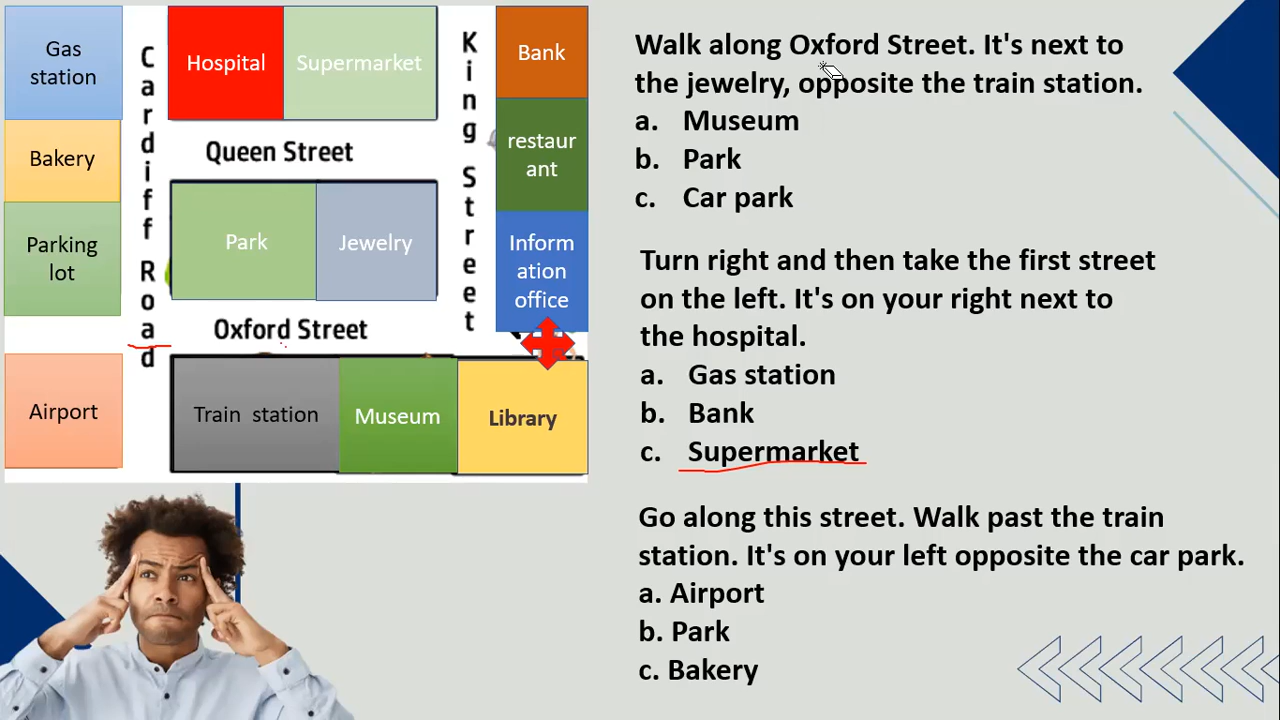 Gas
station
Bakery
Parking
lot
Airport
Cardiff Road
Hospital
Supermarket
Queen Street
Park
Jewelry
Oxford Street
Train station
Museum
Library
King Street
Bank
restaur
ant
Inform
ation
office
Walk along Oxford Street. It's next to
the jewelry, opposite the train station.
a. Museum
b. Park
c. Car park
Turn right and then take the first street
on the left. It's on your right next to
the hospital.
a. Gas station
b. Bank
c. Supermarket
Go along this street. Walk past the train
station. It's on your left opposite the car park.
a. Airport
b. Park
c. Bakery